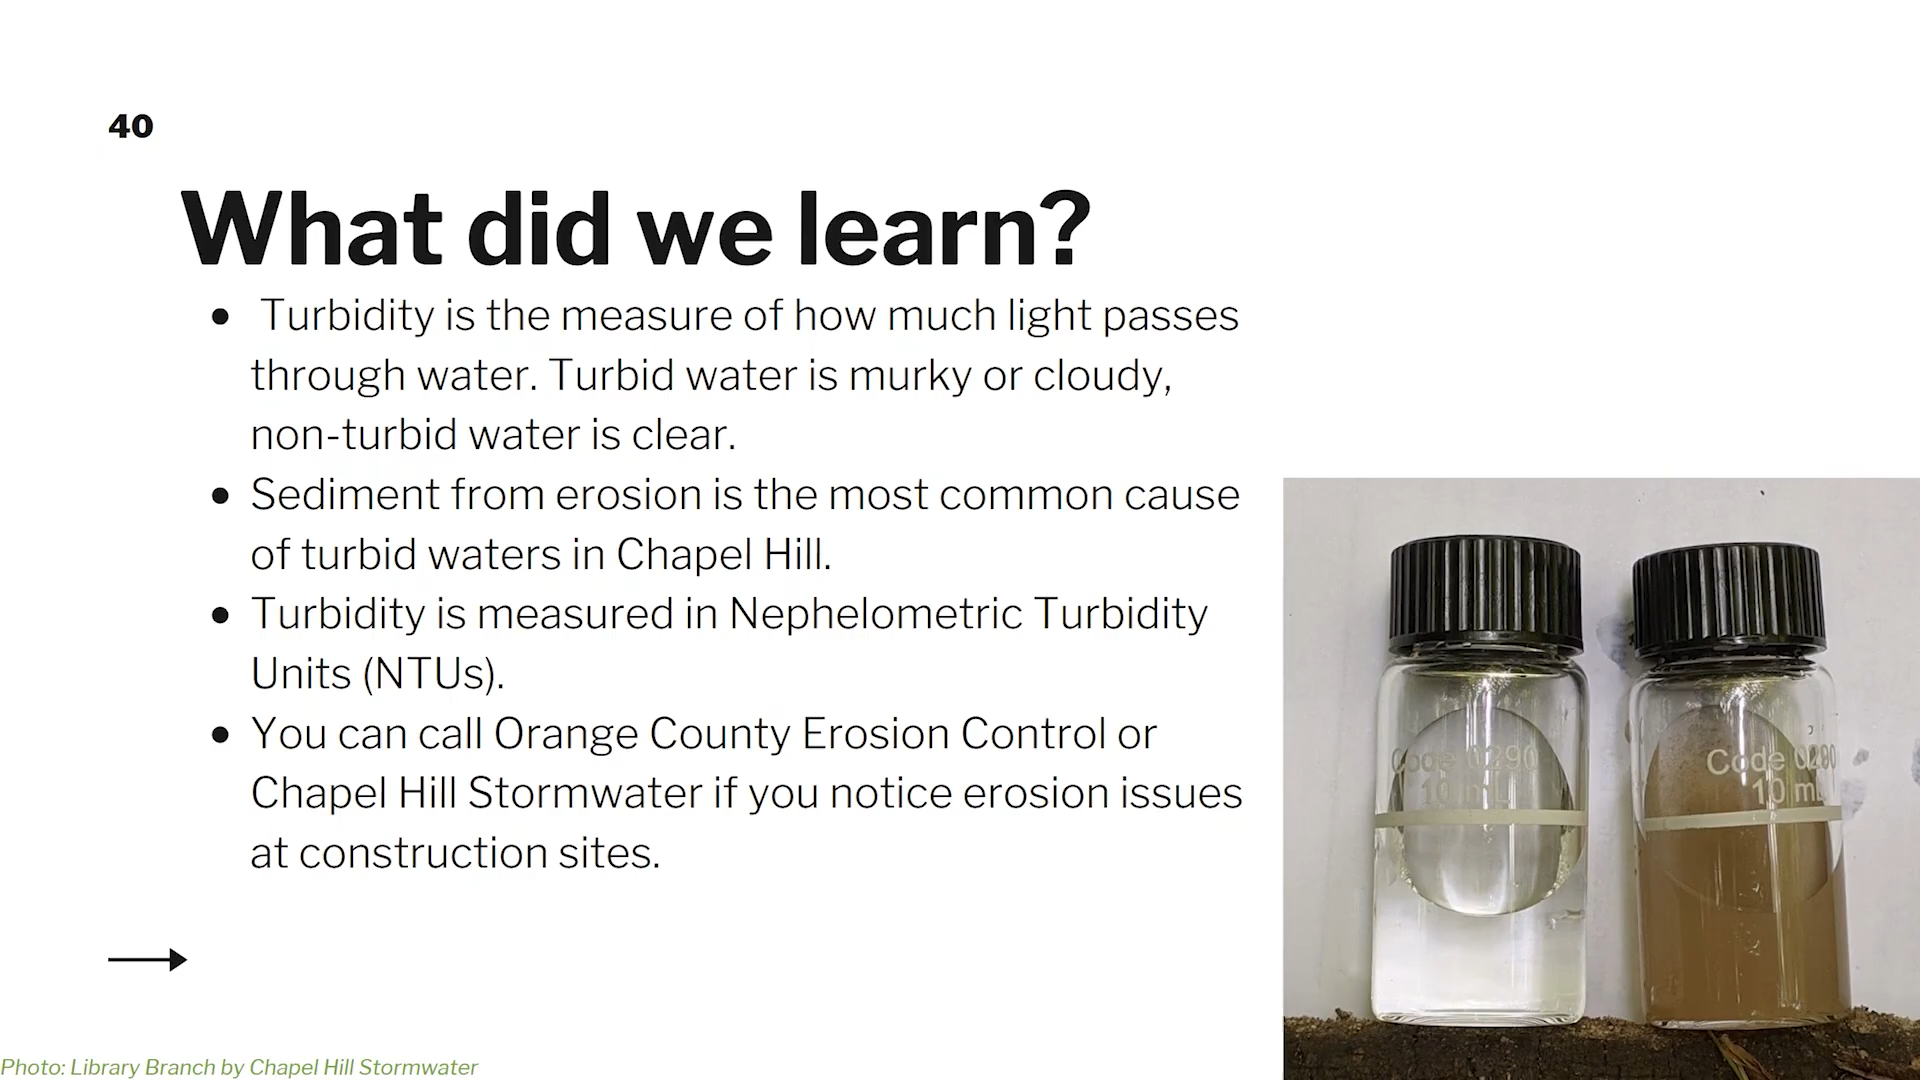 40
What did we learn?
• Turbidity is the measure of how much light passes
through water. Turbid water is murky or cloudy,
non-turbid water is clear.
• Sediment from erosion is the most common cause
of turbid waters in Chapel Hill.
• Turbidity is measured in Nephelometric Turbidity
Units (NTUs).
• You can call Orange County Erosion Control or
Chapel Hill Stormwater if you notice erosion issues
at construction sites.
Code 0290
10 mL
Code 0290
10 mL
Photo: Library Branch by Chapel Hill Stormwater